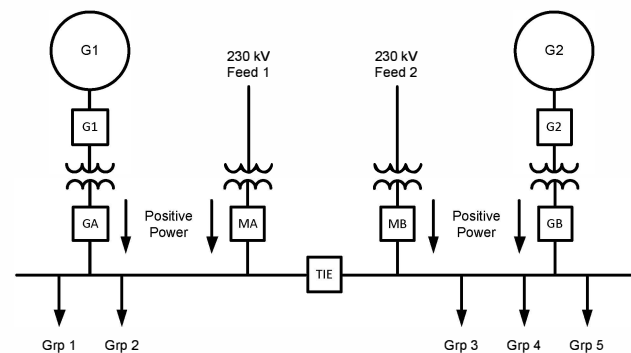 G1
230 kV
Feed 1
230 kV
Feed 2
G2
G1
G2
GA
Positive
Power
MA
MB
Positive
Power
GB
TIE
Grp 1
Grp 2
Grp 3
Grp 4
Grp 5